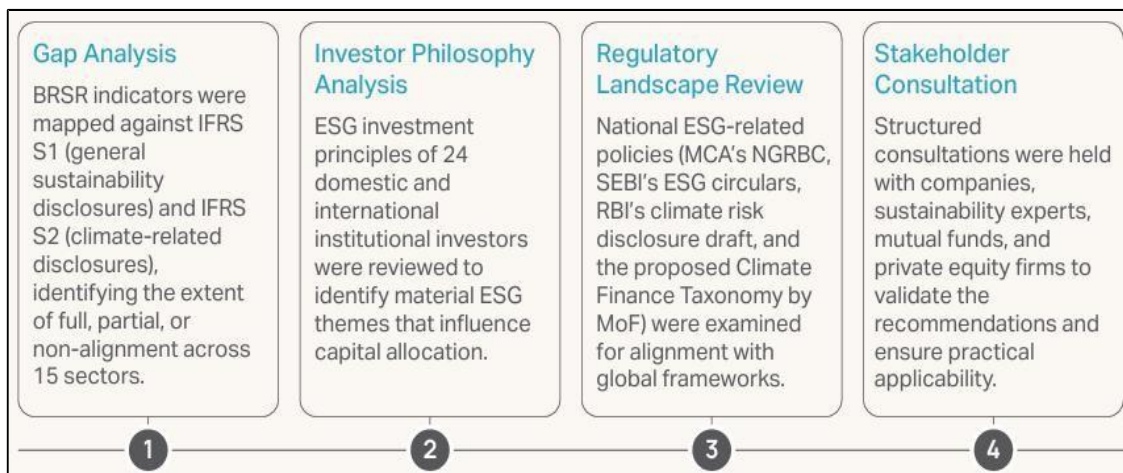 Gap Analysis
BRSR indicators were
mapped against IFRS
S1 (general
sustainability
disclosures) and IFRS
S2 (climate-related
disclosures),
identifying the extent
of full, partial, or
non-alignment across
15 sectors.
1
Investor Philosophy
Analysis
ESG investment
principles of 24
domestic and
international
institutional investors
were reviewed to
identify material ESG
themes that influence
capital allocation.
2
Regulatory
Landscape Review
National ESG-related
policies (MCA's NGRBC,
SEBI's ESG circulars,
RBI's climate risk
disclosure draft, and
the proposed Climate
Finance Taxonomy by
MoF) were examined
for alignment with
global frameworks.
3
Stakeholder
Consultation
Structured
consultations were held
with companies,
sustainability experts,
mutual funds, and
private equity firms to
validate the
recommendations and
ensure practical
applicability.
4